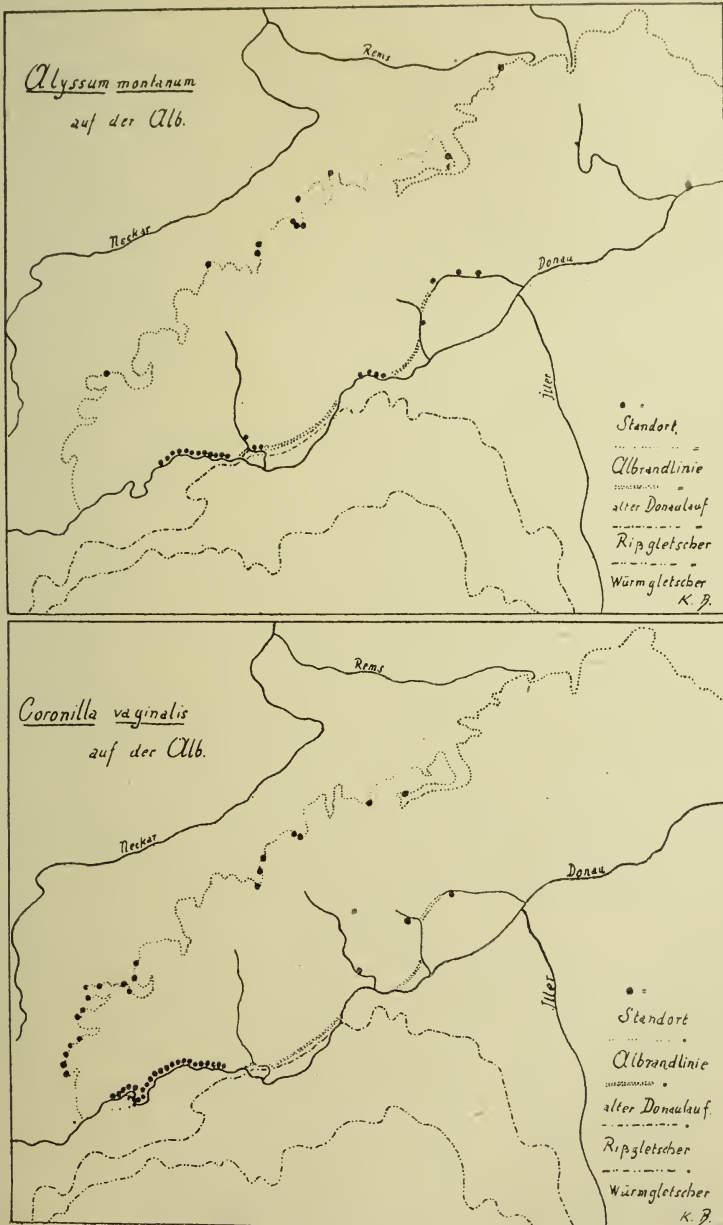 Alyssum montanum
auf der Alb.
Rems
Neckar
Donau
Iller
Standort.
Albrandlinie
alter Donaulauf
Rißgletscher
Würmgletscher
K. B.
Coronilla vaginalis
auf der Alb.
Rems
Neckar
Donau
Iller
Standort
Albrandlinie
alter Donaulauf.
Rißgletscher
Würmgletscher
K. B.